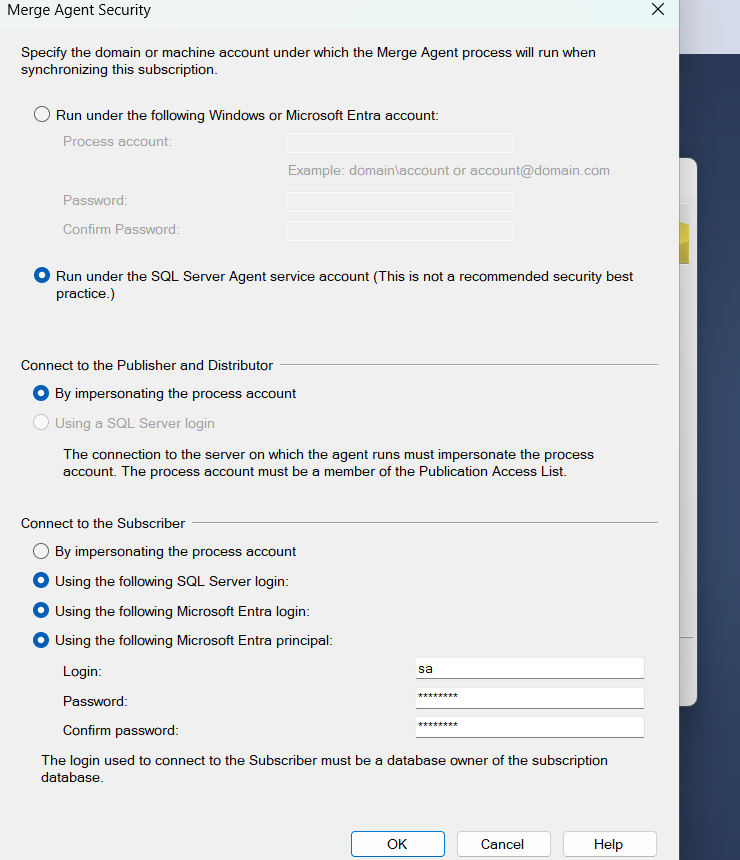 Merge Agent Security
Specify the domain or machine account under which the Merge Agent process will run when
synchronizing this subscription.
Run under the following Windows or Microsoft Entra account:
Process account:
Example: domain\account or account@domain.com
Password:
Confirm Password:
Run under the SQL Server Agent service account (This is not a recommended security best
practice.)
Connect to the Publisher and Distributor
By impersonating the process account
Using a SQL Server login
The connection to the server on which the agent runs must impersonate the process
account. The process account must be a member of the Publication Access List.
Connect to the Subscriber
By impersonating the process account
Using the following SQL Server login:
Using the following Microsoft Entra login:
Using the following Microsoft Entra principal:
Login: sa
Password: ********
Confirm password: ********
The login used to connect to the Subscriber must be a database owner of the subscription
database.
OK Cancel Help